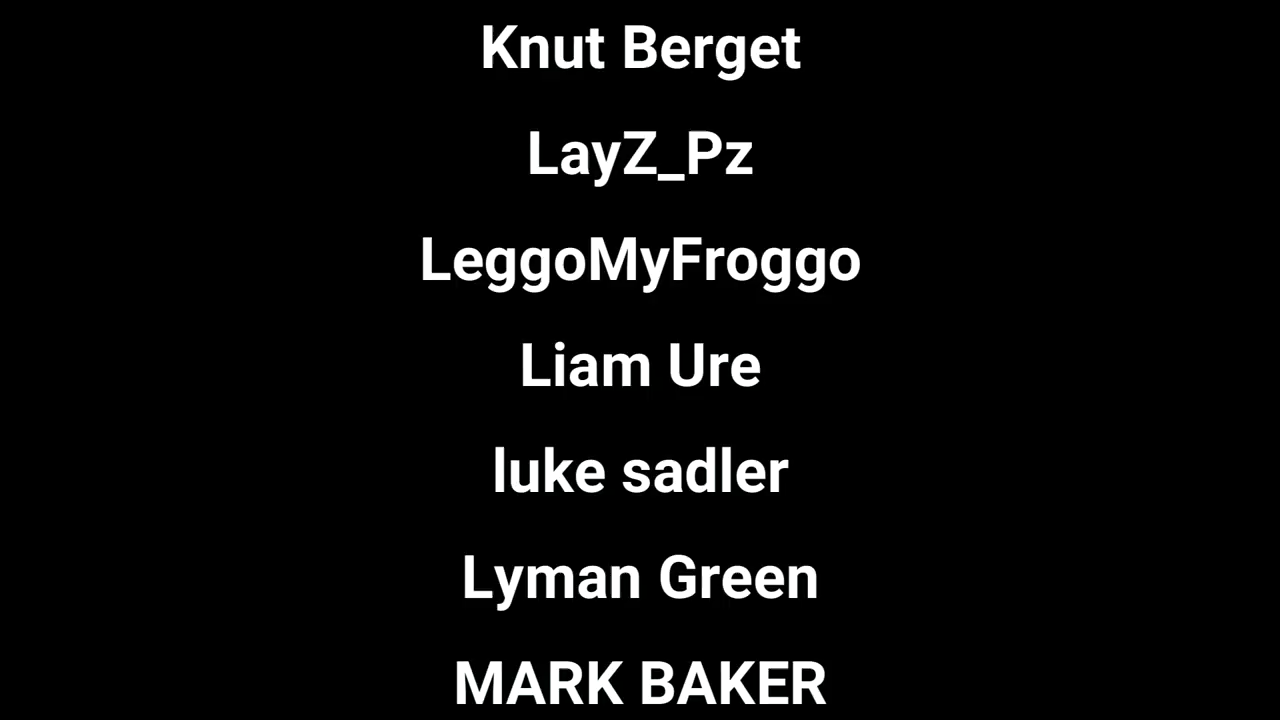 Knut Berget
LayZ_Pz
LeggoMyFroggo
Liam Ure
luke sadler
Lyman Green
MARK BAKER